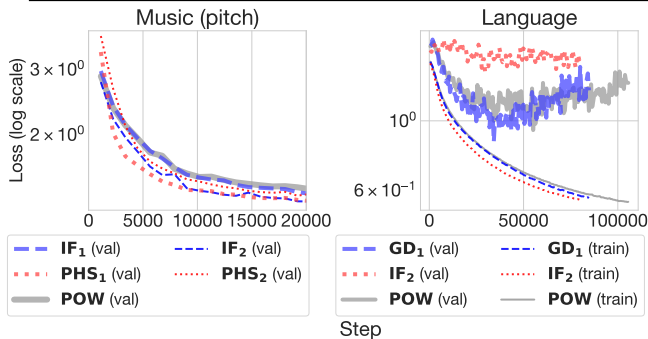 Music (pitch)
Language
Loss (log scale)
3 × 10⁰
2 × 10⁰
10⁰
6 × 10⁻¹
0 5000 10000 15000 20000
0 50000 100000
IF₁ (val) IF₂ (val)
PHS₁ (val) PHS₂ (val)
POW (val)
GD₁ (val) GD₁ (train)
IF₂ (val) IF₂ (train)
POW (val) POW (train)
Step